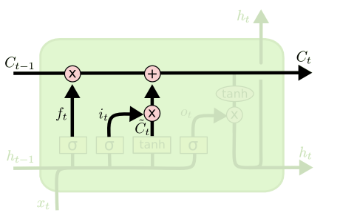 h_t
C_{t-1}
C_t
x
+
tanh
f_t
i_t
x
o_t
x
C̃_t
σ
σ
tanh
σ
h_{t-1}
h_t
x_t